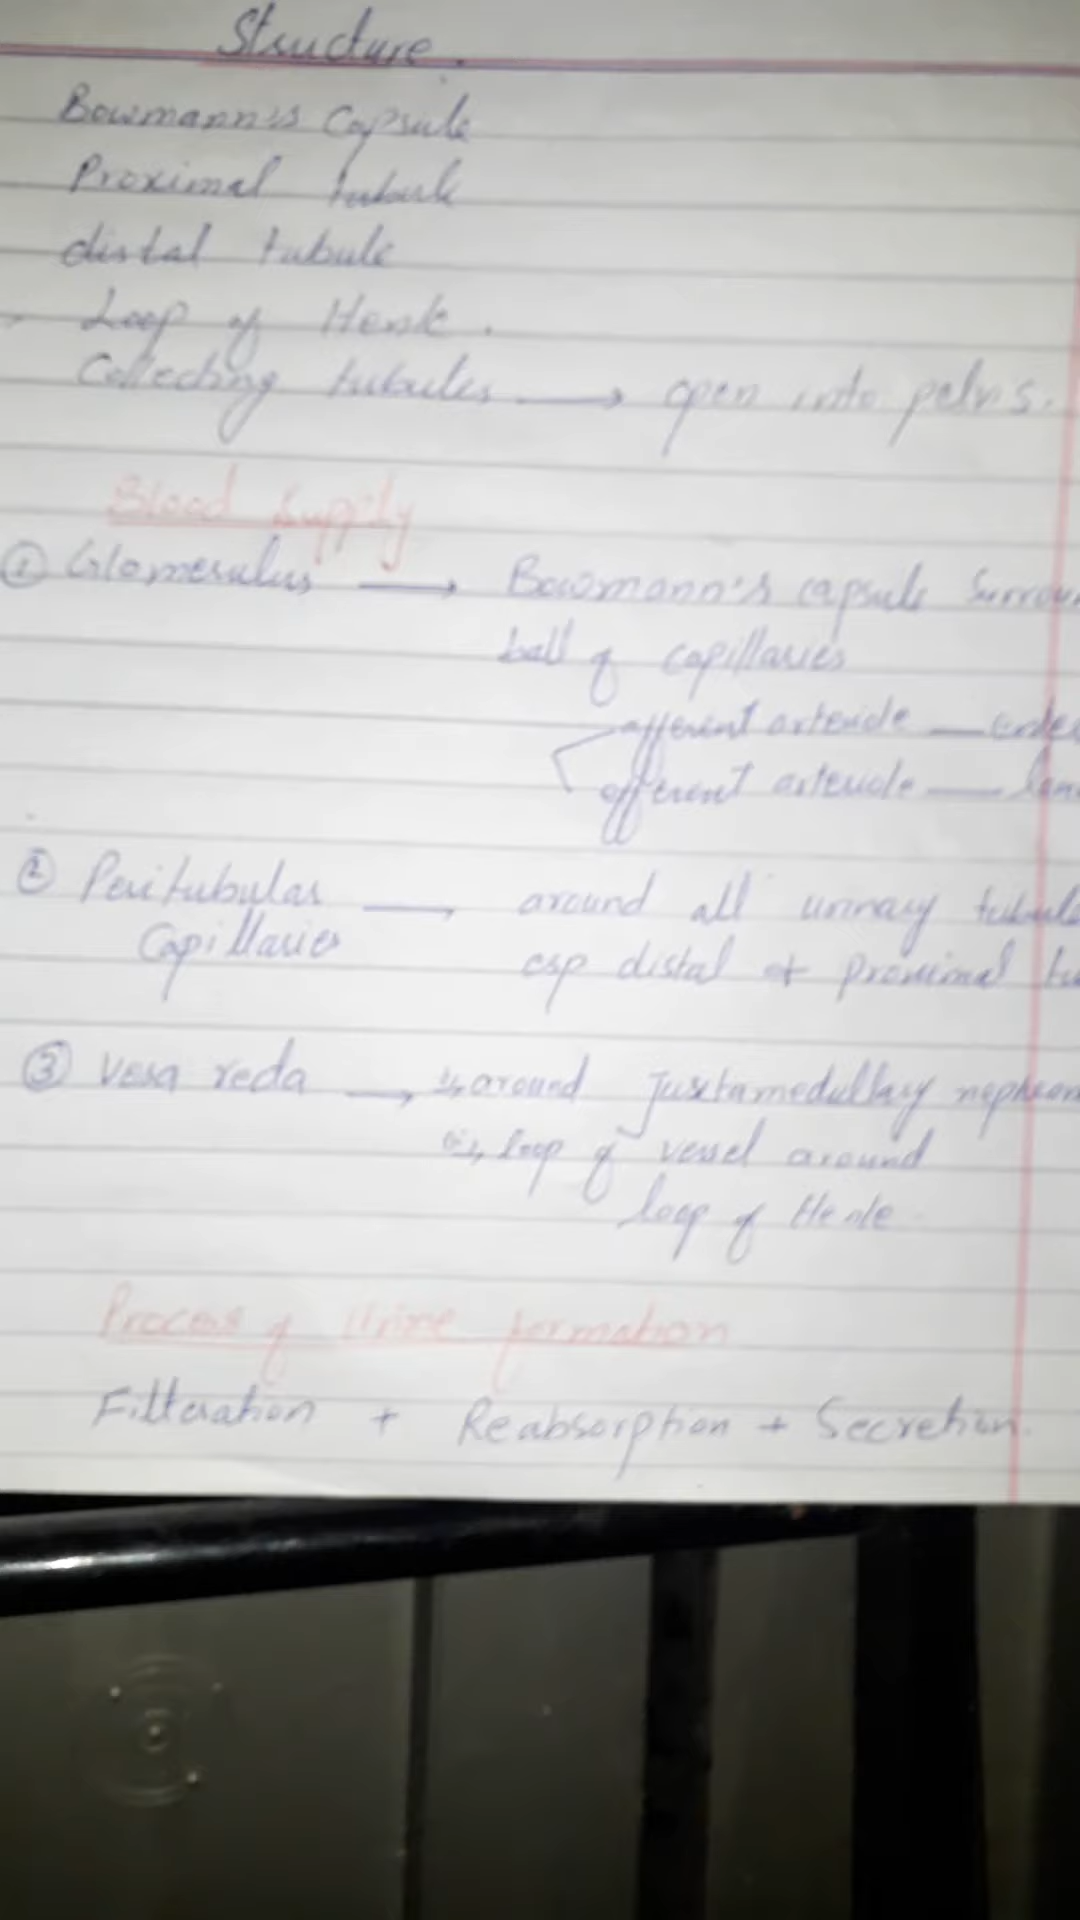 Structure.
Bowmann's Capsule
Proximal tubule
distal tubule
Loop of Henle.
Collecting tubules → open into pelvis.
Blood Supply
① Glomerulus → Bowmann's capsule
ball of capillaries
afferent arteriole —
efferent arteriole —
② Peritubular — around all urinary
Capillaries
esp distal & proximal
③ Vasa recta → i, around Juxtamedullary
ii, loop of vessel around
loop of Henle
Process of Urine formation
Filteration + Reabsorption + Secretion.